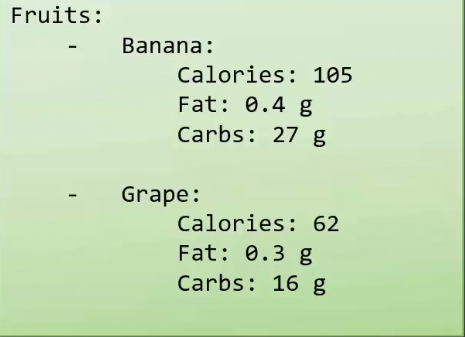 Fruits:
    -   Banana:
            Calories: 105
            Fat: 0.4 g
            Carbs: 27 g

    -   Grape:
            Calories: 62
            Fat: 0.3 g
            Carbs: 16 g